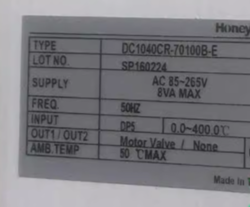 Honey
TYPE DC1040CR-70100B-E
LOT NO. SP160224
SUPPLY AC 85~265V
8VA MAX
FREQ. 50HZ
INPUT DP5 0.0~400.0℃
OUT1/OUT2 Motor Valve / None
AMB.TEMP 50 ℃MAX
Made in